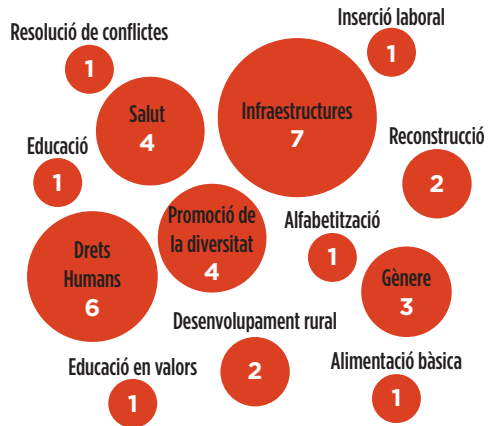 Resolució de conflictes
1
Inserció laboral
1
Salut
4
Infraestructures
7
Educació
1
Reconstrucció
2
Promoció de
la diversitat
4
Alfabetització
1
Drets
Humans
6
Gènere
3
Desenvolupament rural
2
Educació en valors
1
Alimentació bàsica
1